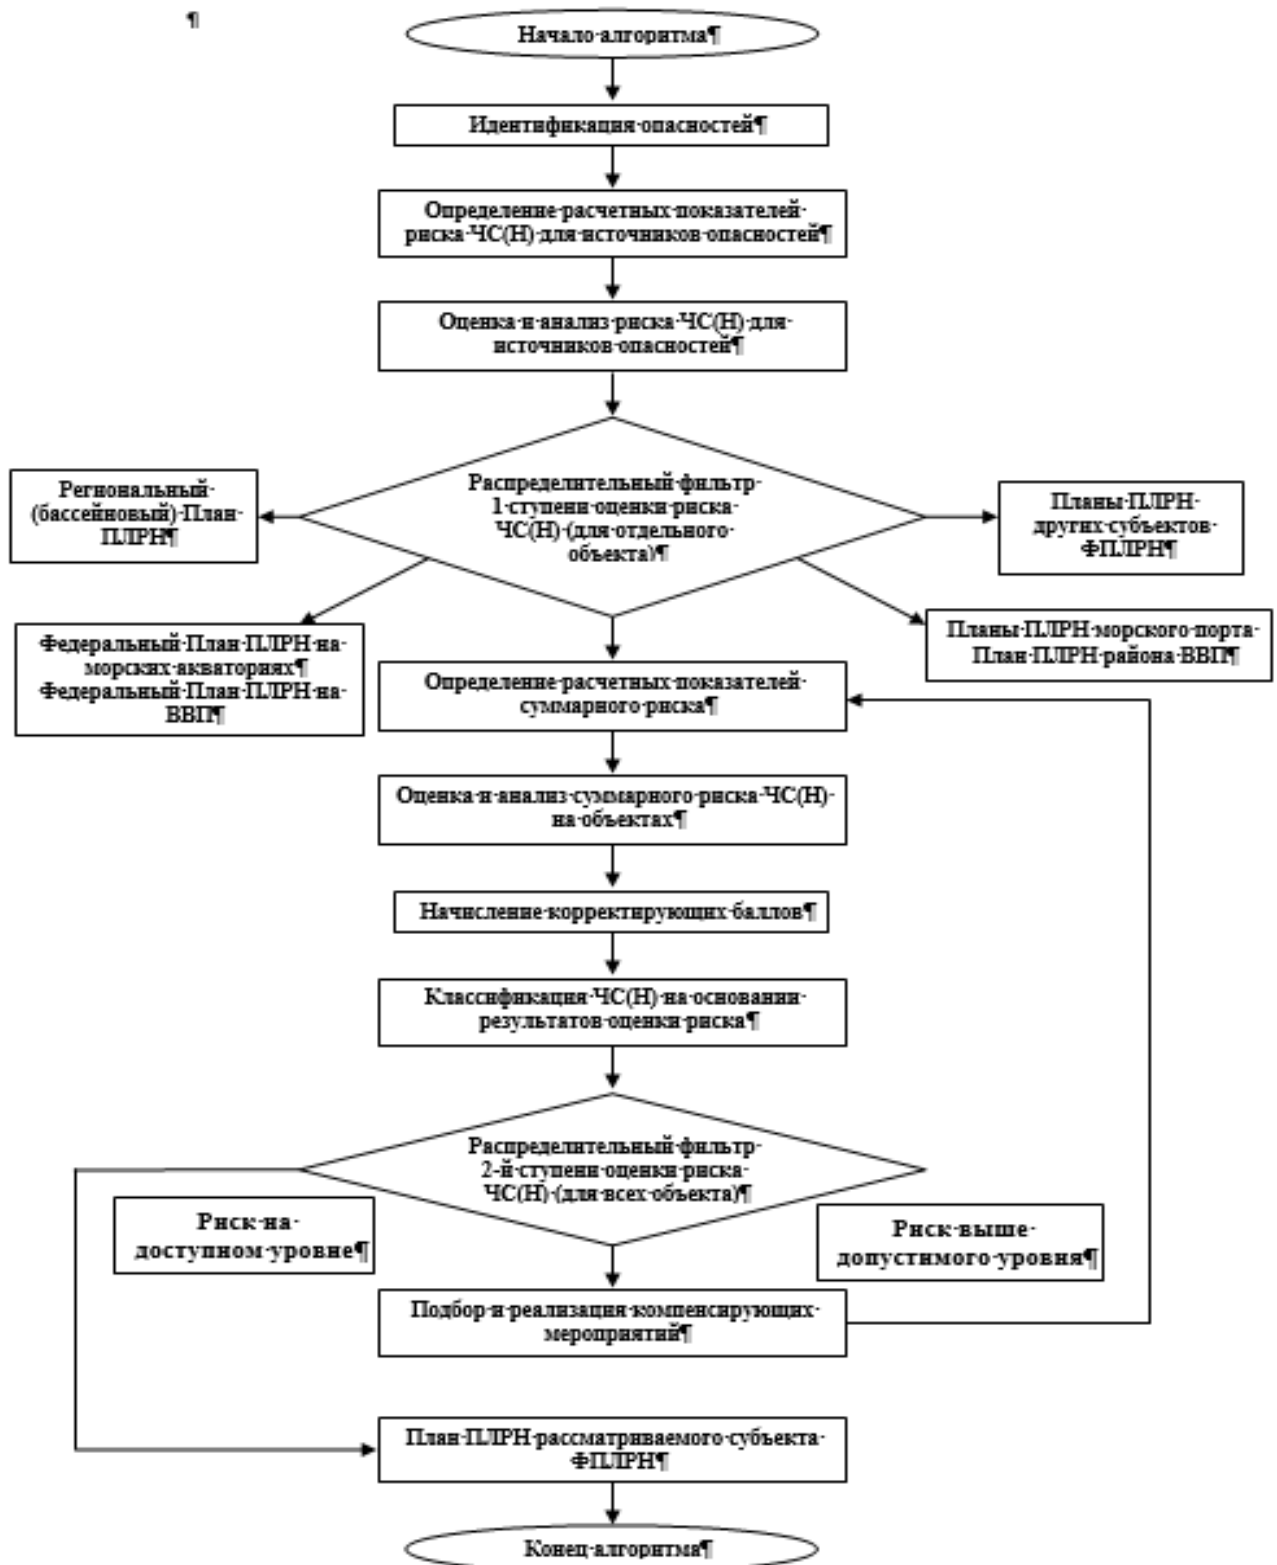 ¶
Начало·алгоритма¶
Идентификация·опасностей¶
Определение·расчетных·показателей·
риска·ЧС(Н)·для·источников·опасностей¶
Оценка·и·анализ·риска·ЧС(Н)·для·
источников·опасностей¶
Распределительный·фильтр·
1·ступени·оценки·риска·
ЧС(Н)·(для·отдельного·
объекта)¶
Региональный·
(бассейновый)·План·
ПЛРН¶
Планы·ПЛРН·
других·субъектов·
ФПЛРН¶
Федеральный·План·ПЛРН·на·
морских·акваториях¶
Федеральный·План·ПЛРН·на·
ВВП¶
Планы·ПЛРН·морского·порта·
План·ПЛРН·района·ВВП¶
Определение·расчетных·показателей·
суммарного·риска¶
Оценка·и·анализ·суммарного·риска·ЧС(Н)·
на·объектах¶
Начисление·корректирующих·баллов¶
Классификация·ЧС(Н)·на·основании·
результатов·оценки·риска¶
Распределительный·фильтр·
2-й·ступени·оценки·риска·
ЧС(Н)·(для·всех·объекта)¶
Риск·на·
доступном·уровне¶
Риск·выше·
допустимого·уровня¶
Подбор·и·реализация·компенсирующих·
мероприятий¶
План·ПЛРН·рассматриваемого·субъекта·
ФПЛРН¶
Конец·алгоритма¶